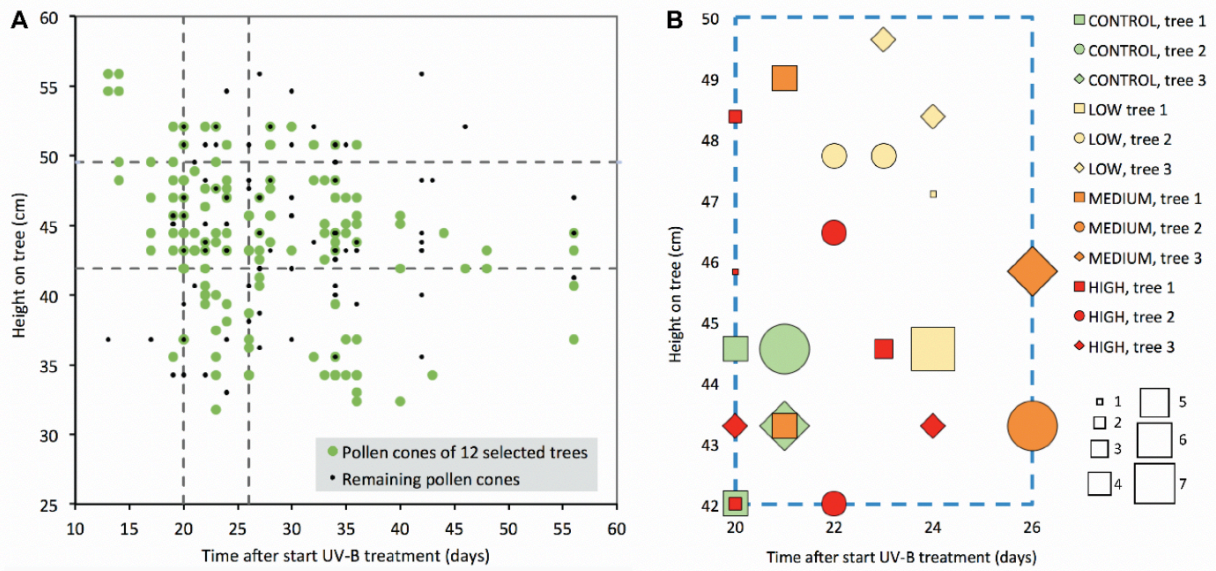 A
60
55
50
45
40
35
30
25
Height on tree (cm)
Pollen cones of 12 selected trees
Remaining pollen cones
10 15 20 25 30 35 40 45 50 55 60
Time after start UV-B treatment (days)
B
50
49
48
47
46
45
44
43
42
Height on tree (cm)
20 22 24 26
Time after start UV-B treatment (days)
CONTROL, tree 1
CONTROL, tree 2
CONTROL, tree 3
LOW tree 1
LOW, tree 2
LOW, tree 3
MEDIUM, tree 1
MEDIUM, tree 2
MEDIUM, tree 3
HIGH, tree 1
HIGH, tree 2
HIGH, tree 3
1 5
2
3 6
4 7